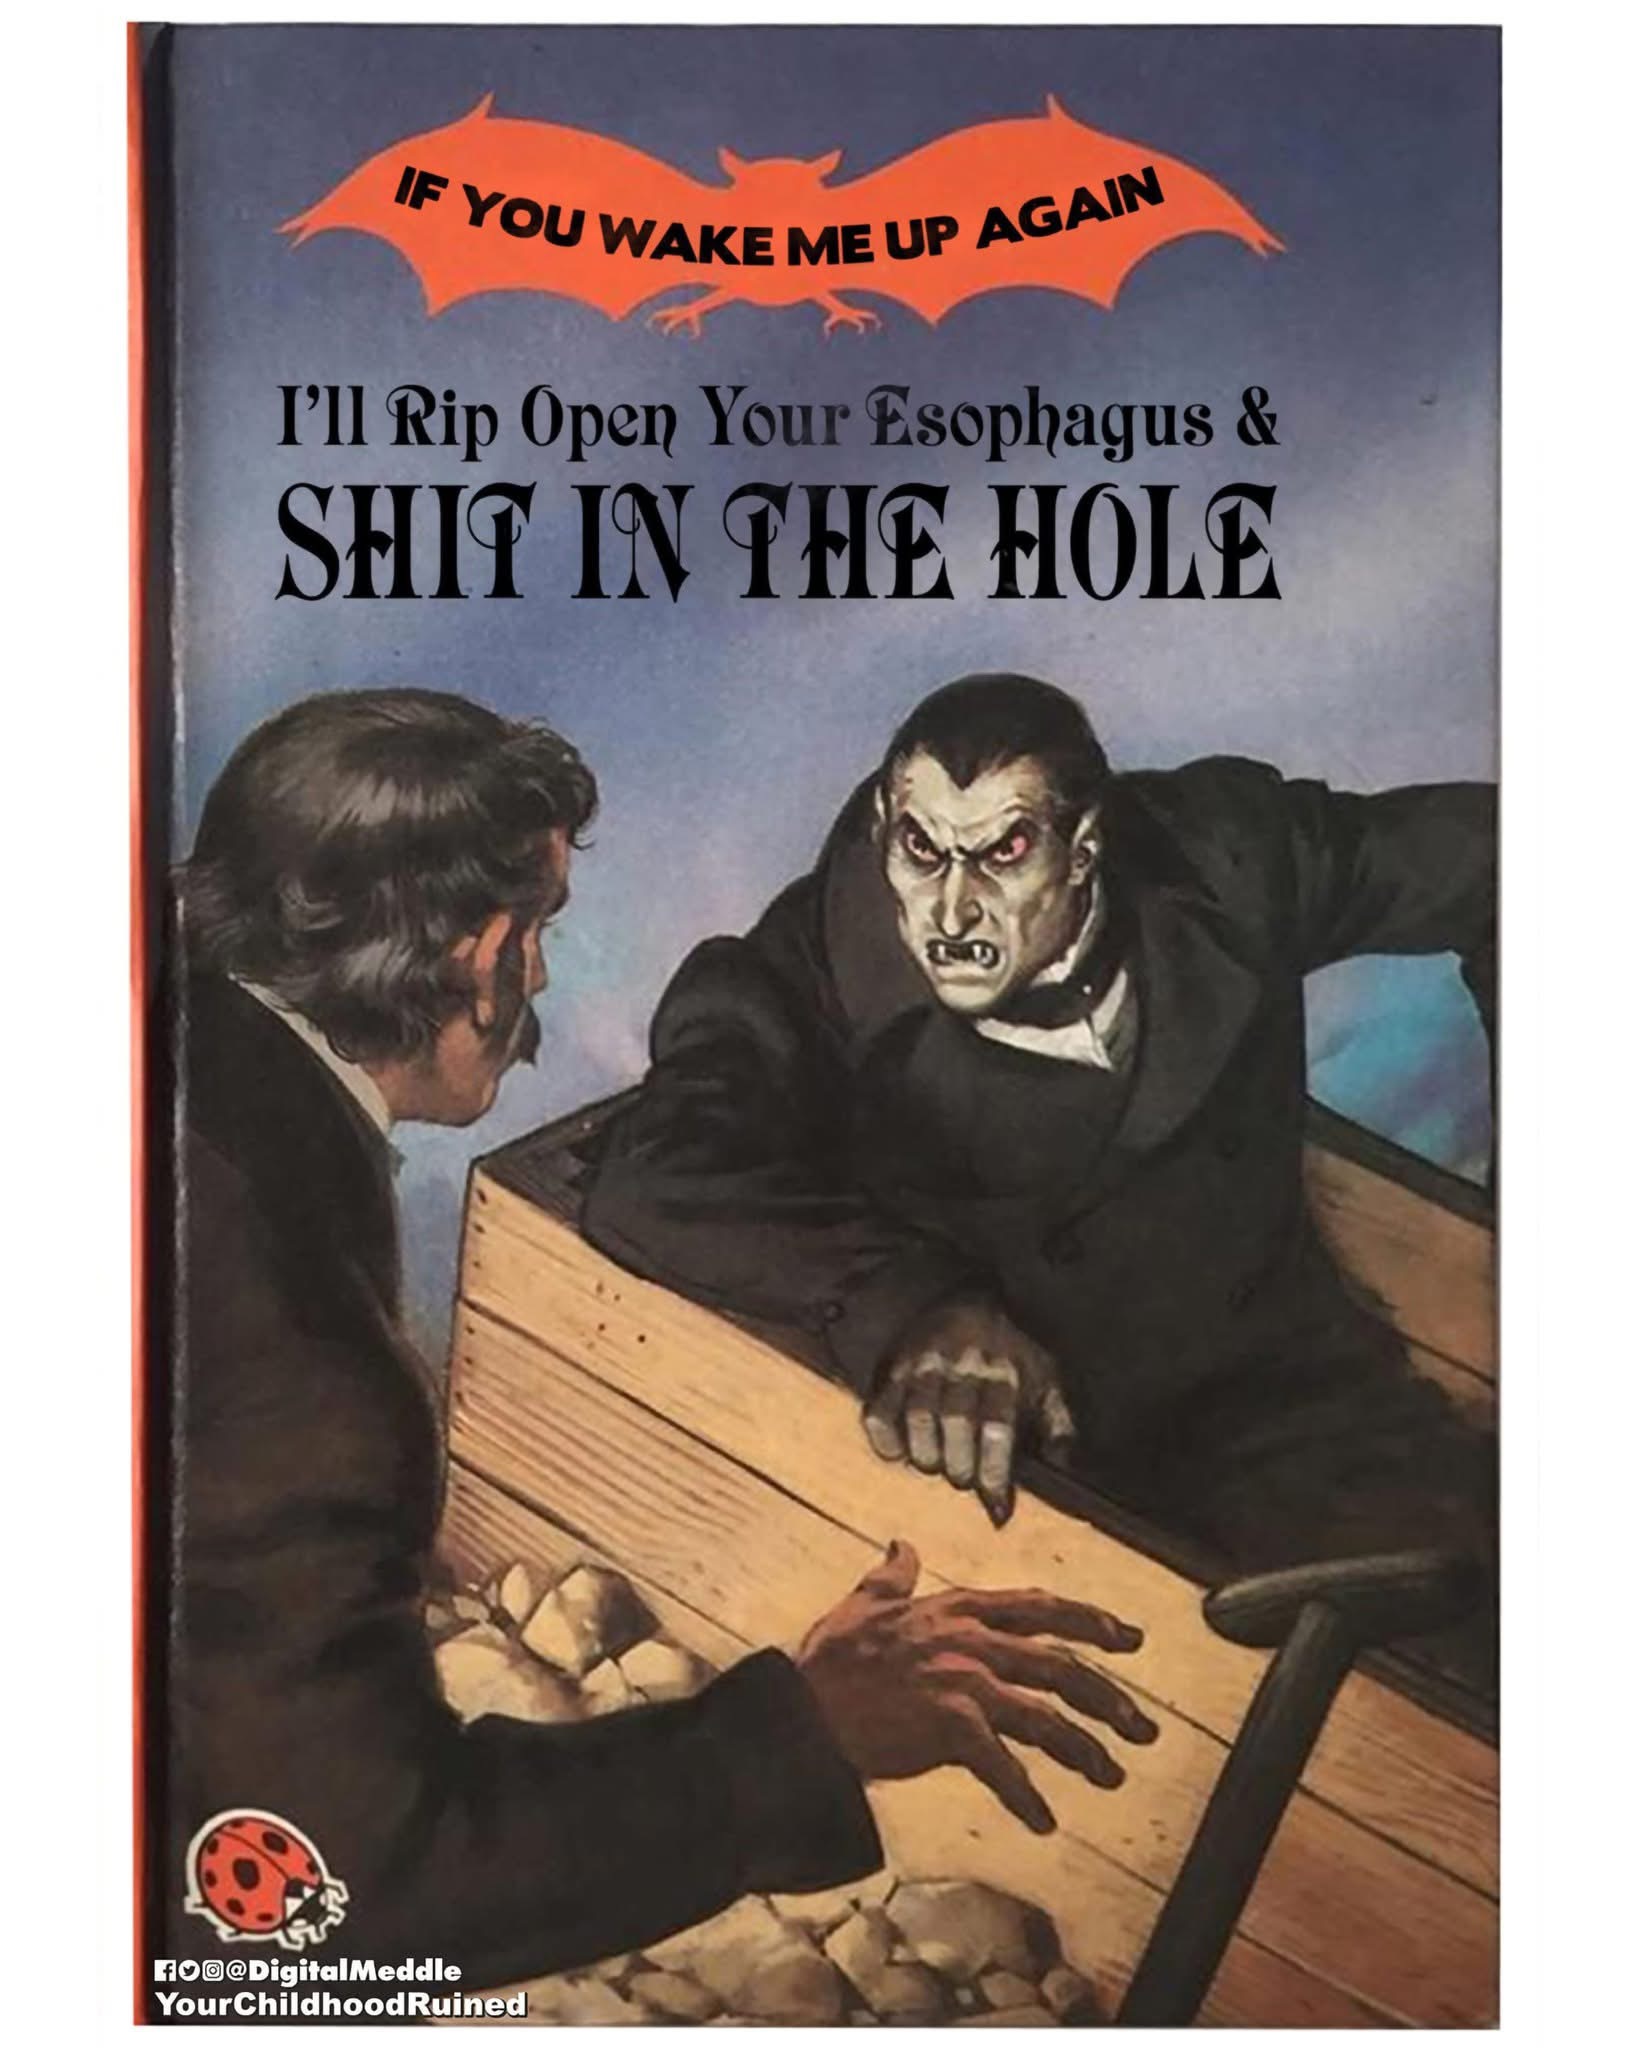 IF YOU WAKE ME UP AGAIN
I'll Rip Open Your Esophagus &
SHIT IN THE HOLE
@DigitalMeddle
YourChildhoodRuined